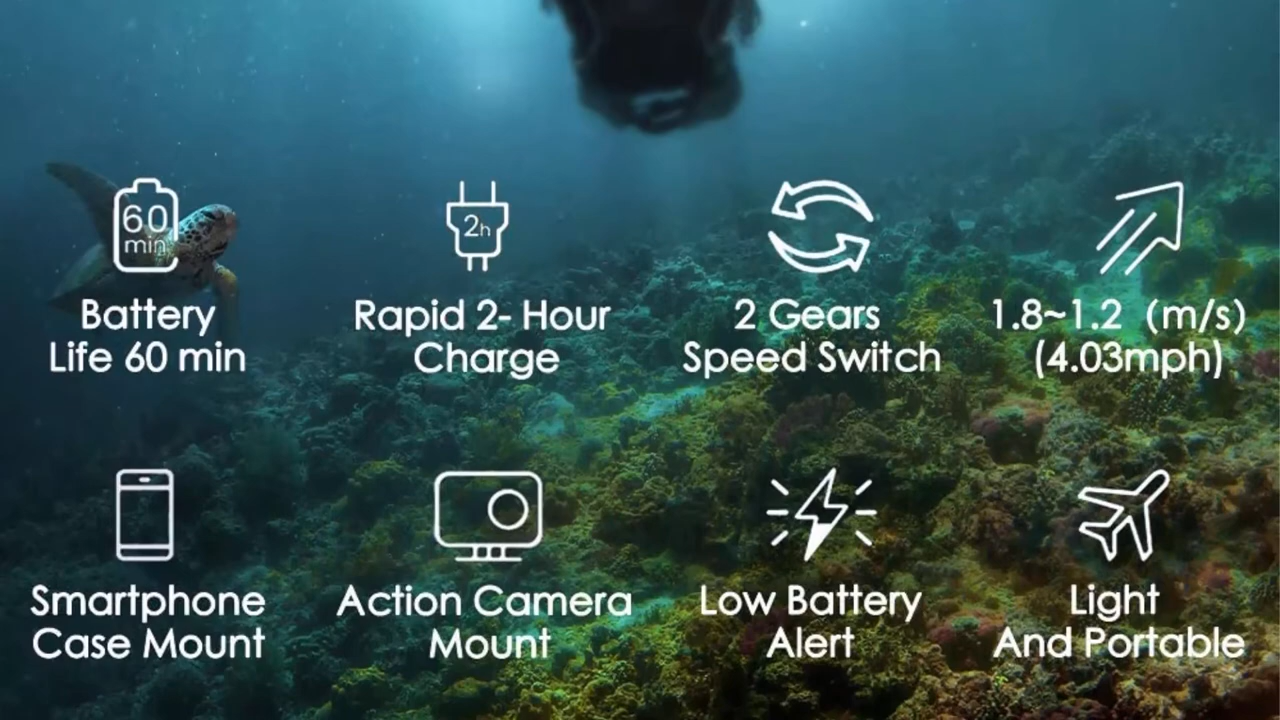 60
min
2h
Battery
Life 60 min
Rapid 2- Hour
Charge
2 Gears
Speed Switch
1.8~1.2 (m/s)
(4.03mph)
Smartphone
Case Mount
Action Camera
Mount
Low Battery
Alert
Light
And Portable